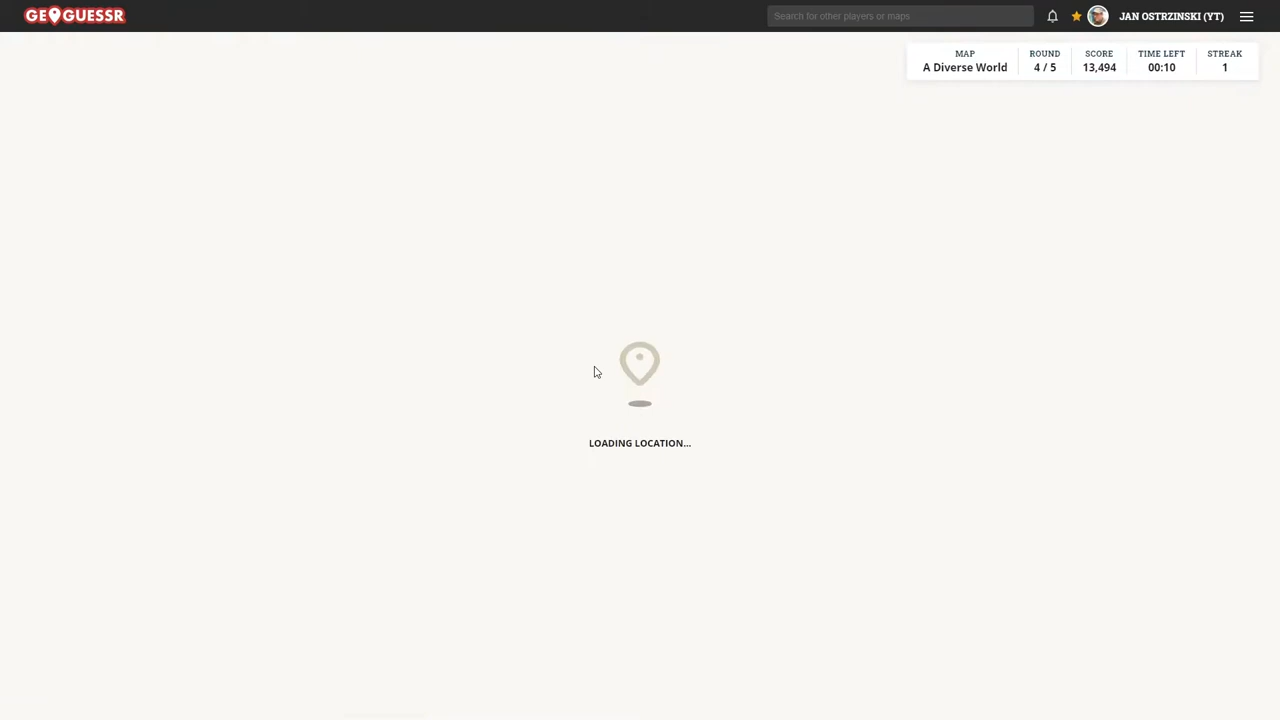 GEOGUESSR
Search for other players or maps
JAN OSTRZINSKI (YT)
MAP ROUND SCORE TIME LEFT STREAK
A Diverse World 4 / 5 13,494 00:10 1
LOADING LOCATION...